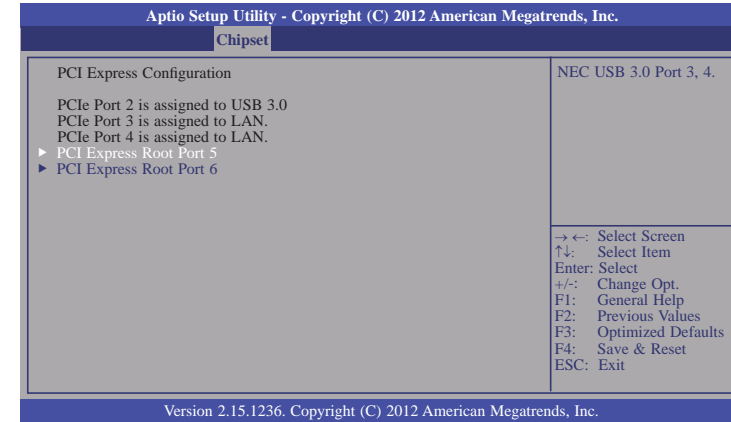 Aptio Setup Utility - Copyright (C) 2012 American Megatrends, Inc.
Chipset
PCI Express Configuration
PCIe Port 2 is assigned to USB 3.0
PCIe Port 3 is assigned to LAN.
PCIe Port 4 is assigned to LAN.
▶ PCI Express Root Port 5
▶ PCI Express Root Port 6
NEC USB 3.0 Port 3, 4.
→←: Select Screen
↑↓: Select Item
Enter: Select
+/-: Change Opt.
F1: General Help
F2: Previous Values
F3: Optimized Defaults
F4: Save & Reset
ESC: Exit
Version 2.15.1236. Copyright (C) 2012 American Megatrends, Inc.